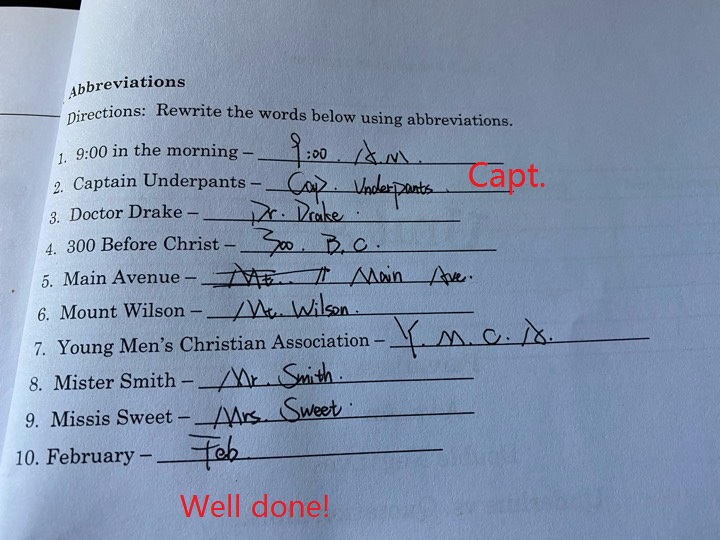 Abbreviations
Directions: Rewrite the words below using abbreviations.
1. 9:00 in the morning – 9:00. A.M.
2. Captain Underpants – Cap. Underpants. Capt.
3. Doctor Drake – Dr. Drake.
4. 300 Before Christ – 300. B.C.
5. Main Avenue – Main Ave.
6. Mount Wilson – Mt. Wilson.
7. Young Men's Christian Association – Y.M.C.A.
8. Mister Smith – Mr. Smith.
9. Missis Sweet – Mrs. Sweet.
10. February – Feb.
Well done!